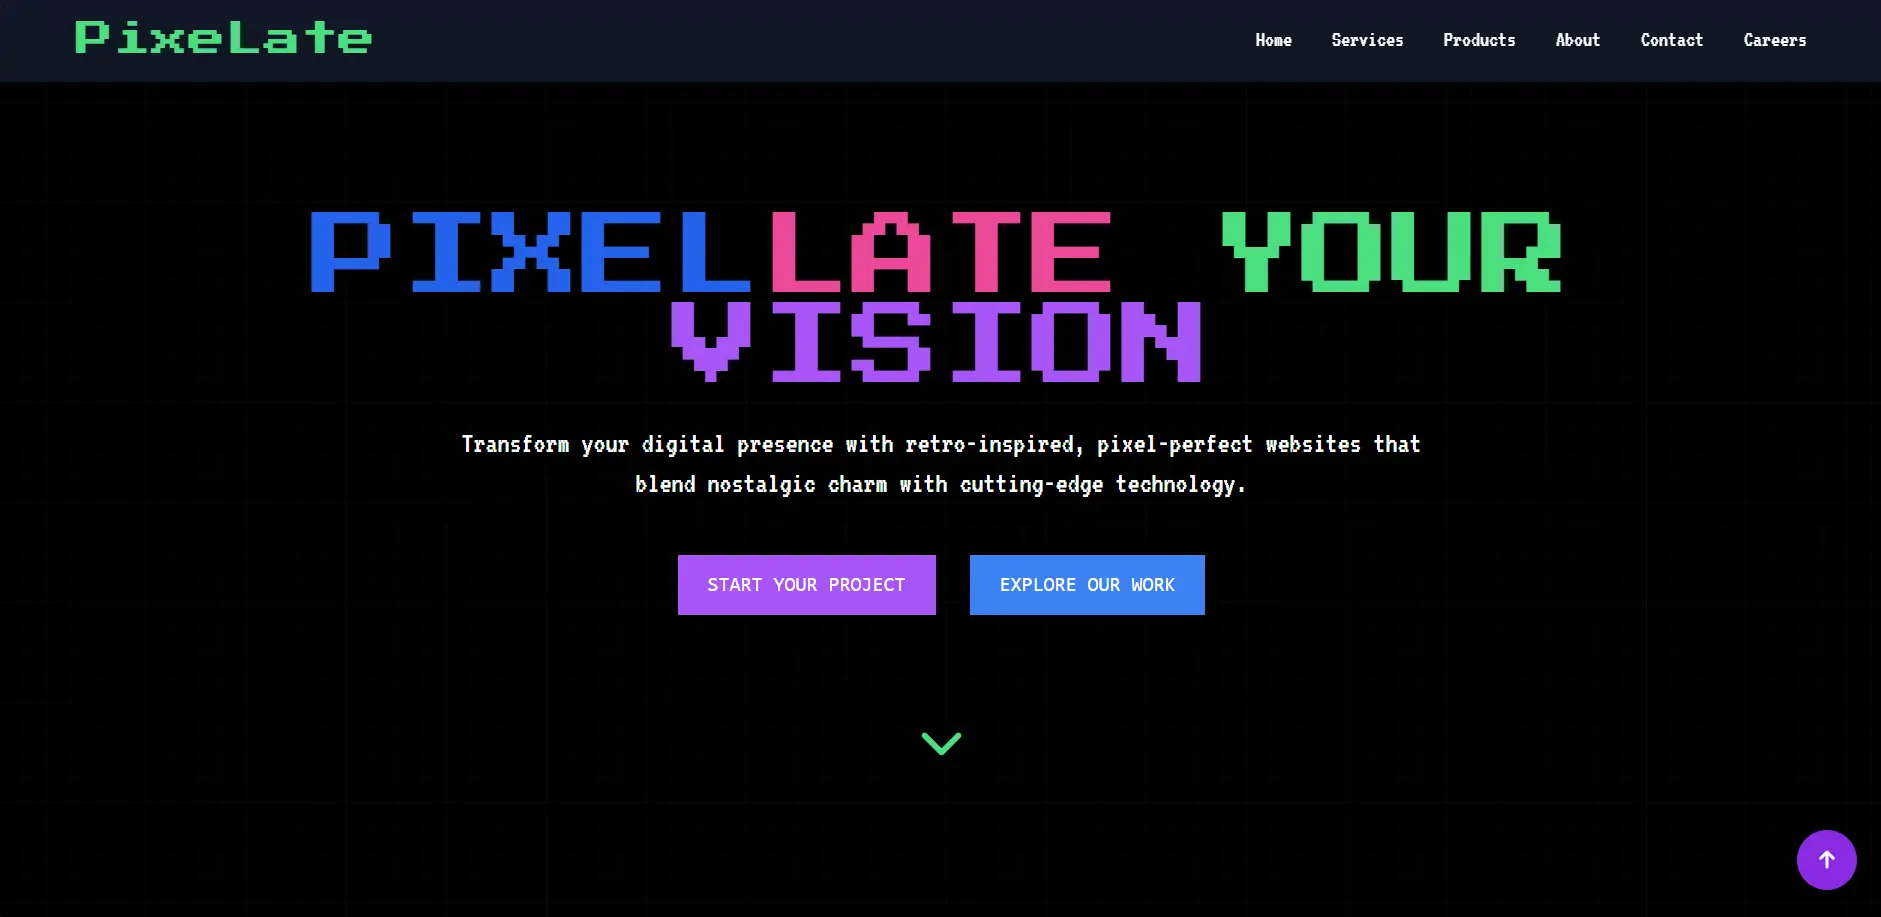 PixeLate
Home Services Products About Contact Careers
PIXELLATE YOUR
VISION
Transform your digital presence with retro-inspired, pixel-perfect websites that
blend nostalgic charm with cutting-edge technology.
START YOUR PROJECT EXPLORE OUR WORK